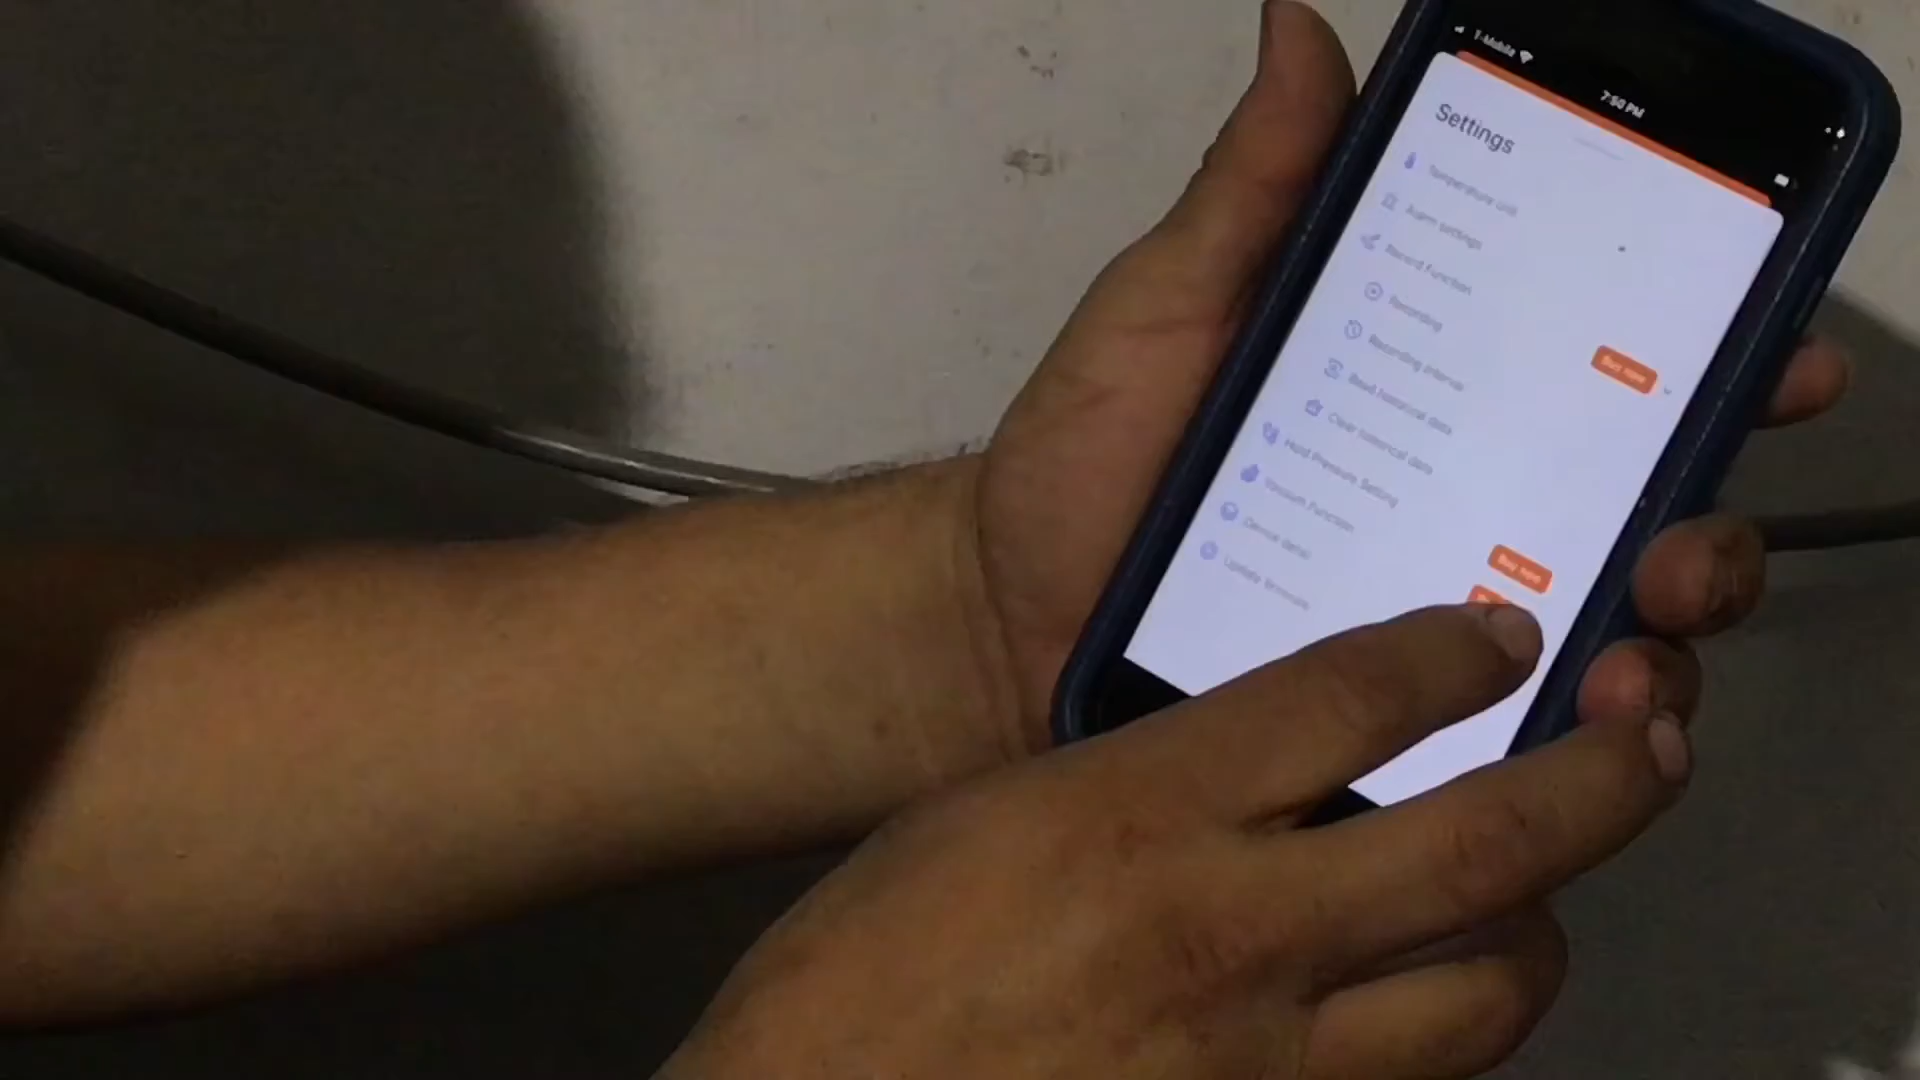 T-Mobile
7:50 PM
Settings
Temperature unit
Alarm settings
Record Function
Buy now
Recording
Recording interval
Read historical data
Clear historical data
Hold Pressure Setting
Buy now
Vacuum Function
Device detail
Update firmware